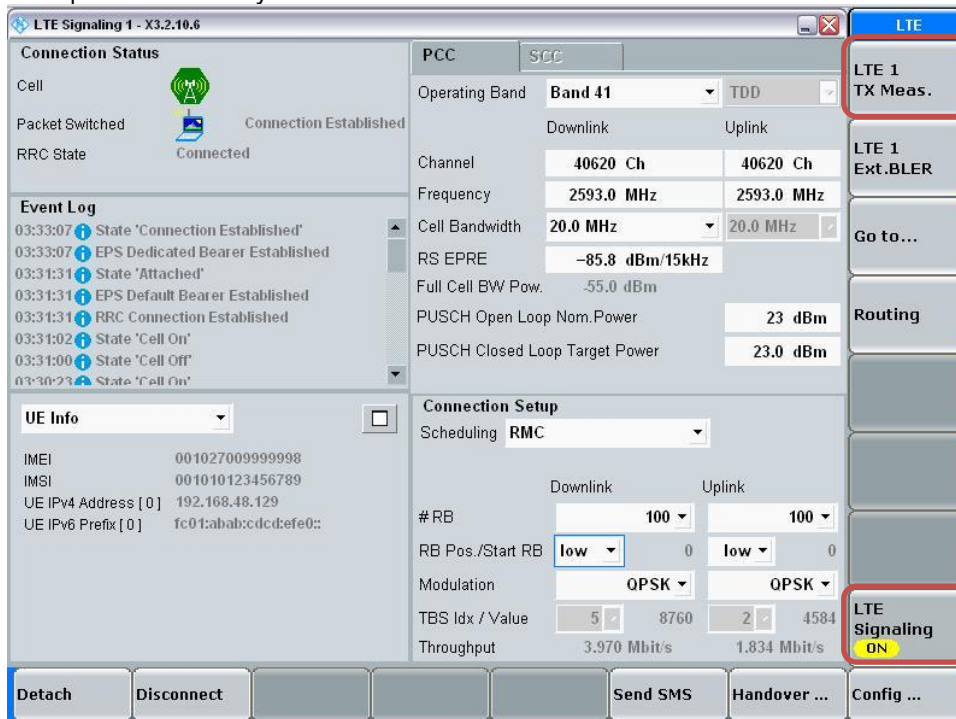 LTE Signaling 1 - X3.2.10.6
LTE
Connection Status
Cell
Packet Switched Connection Established
RRC State Connected
Event Log
03:33:07 State 'Connection Established'
03:33:07 EPS Dedicated Bearer Established
03:31:31 State 'Attached'
03:31:31 EPS Default Bearer Established
03:31:31 RRC Connection Established
03:31:02 State 'Cell On'
03:31:00 State 'Cell Off'
03:30:23 State 'Cell On'
UE Info
IMEI 001027009999998
IMSI 001010123456789
UE IPv4 Address [ 0 ] 192.168.48.129
UE IPv6 Prefix [ 0 ] fc01:abab:cdcd:efe0::
PCC SCC
Operating Band Band 41 TDD
Downlink Uplink
Channel 40620 Ch 40620 Ch
Frequency 2593.0 MHz 2593.0 MHz
Cell Bandwidth 20.0 MHz 20.0 MHz
RS EPRE −85.8 dBm/15kHz
Full Cell BW Pow. -55.0 dBm
PUSCH Open Loop Nom.Power 23 dBm
PUSCH Closed Loop Target Power 23.0 dBm
Connection Setup
Scheduling RMC
Downlink Uplink
# RB 100 100
RB Pos./Start RB low 0 low 0
Modulation QPSK QPSK
TBS Idx / Value 5 8760 2 4584
Throughput 3.970 Mbit/s 1.834 Mbit/s
LTE 1
TX Meas.
LTE 1
Ext.BLER
Go to...
Routing
LTE
Signaling
ON
Detach Disconnect Send SMS Handover ... Config ...